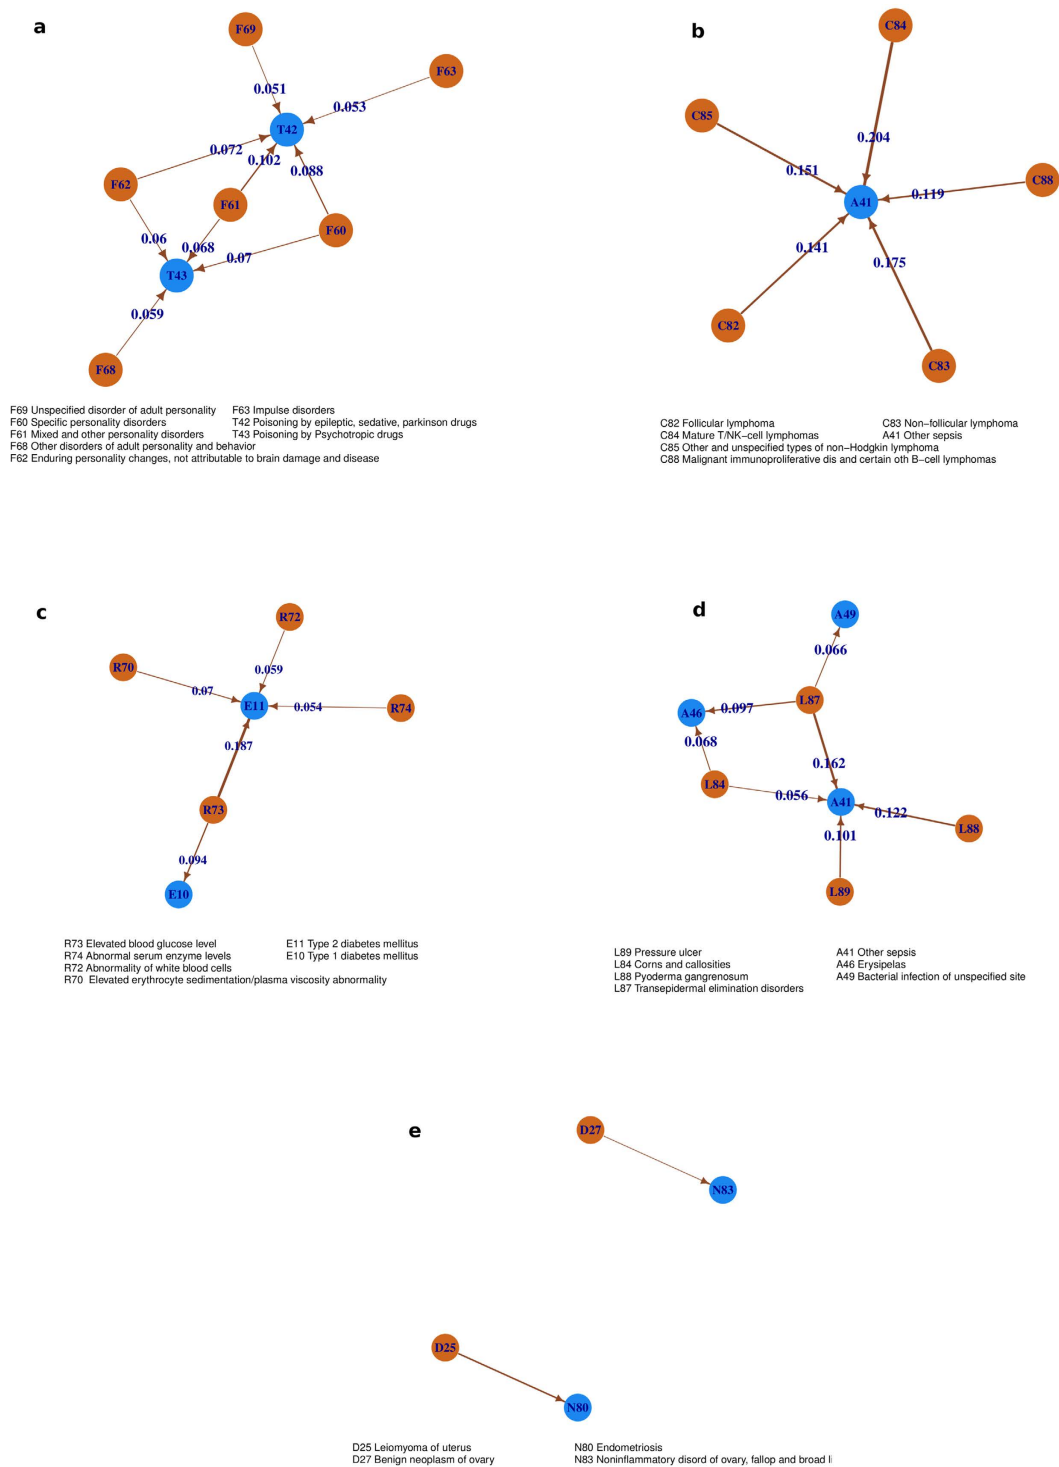 a
F69
F63
0.051
0.053
T42
0.072
0.102
0.088
F62
F61
F60
0.06
0.068
0.07
T43
0.059
F68
F69 Unspecified disorder of adult personality F63 Impulse disorders
F60 Specific personality disorders T42 Poisoning by epileptic, sedative, parkinson drugs
F61 Mixed and other personality disorders T43 Poisoning by Psychotropic drugs
F68 Other disorders of adult personality and behavior
F62 Enduring personality changes, not attributable to brain damage and disease
b
C84
C85
0.204
0.151
C88
0.119
A41
0.141
0.175
C82
C83
C82 Follicular lymphoma C83 Non−follicular lymphoma
C84 Mature T/NK−cell lymphomas A41 Other sepsis
C85 Other and unspecified types of non−Hodgkin lymphoma
C88 Malignant immunoproliferative dis and certain oth B−cell lymphomas
c
R72
R70
0.059
0.07
E11
0.054
R74
0.187
R73
0.094
E10
R73 Elevated blood glucose level E11 Type 2 diabetes mellitus
R74 Abnormal serum enzyme levels E10 Type 1 diabetes mellitus
R72 Abnormality of white blood cells
R70 Elevated erythrocyte sedimentation/plasma viscosity abnormality
d
A49
0.066
L87
A46
0.097
0.068
0.162
L84
0.056
A41
0.122
L88
0.101
L89
L89 Pressure ulcer A41 Other sepsis
L84 Corns and callosities A46 Erysipelas
L88 Pyoderma gangrenosum A49 Bacterial infection of unspecified site
L87 Transepidermal elimination disorders
e
D27
N83
D25
N80
D25 Leiomyoma of uterus N80 Endometriosis
D27 Benign neoplasm of ovary N83 Noninflammatory disord of ovary, fallop and broad li